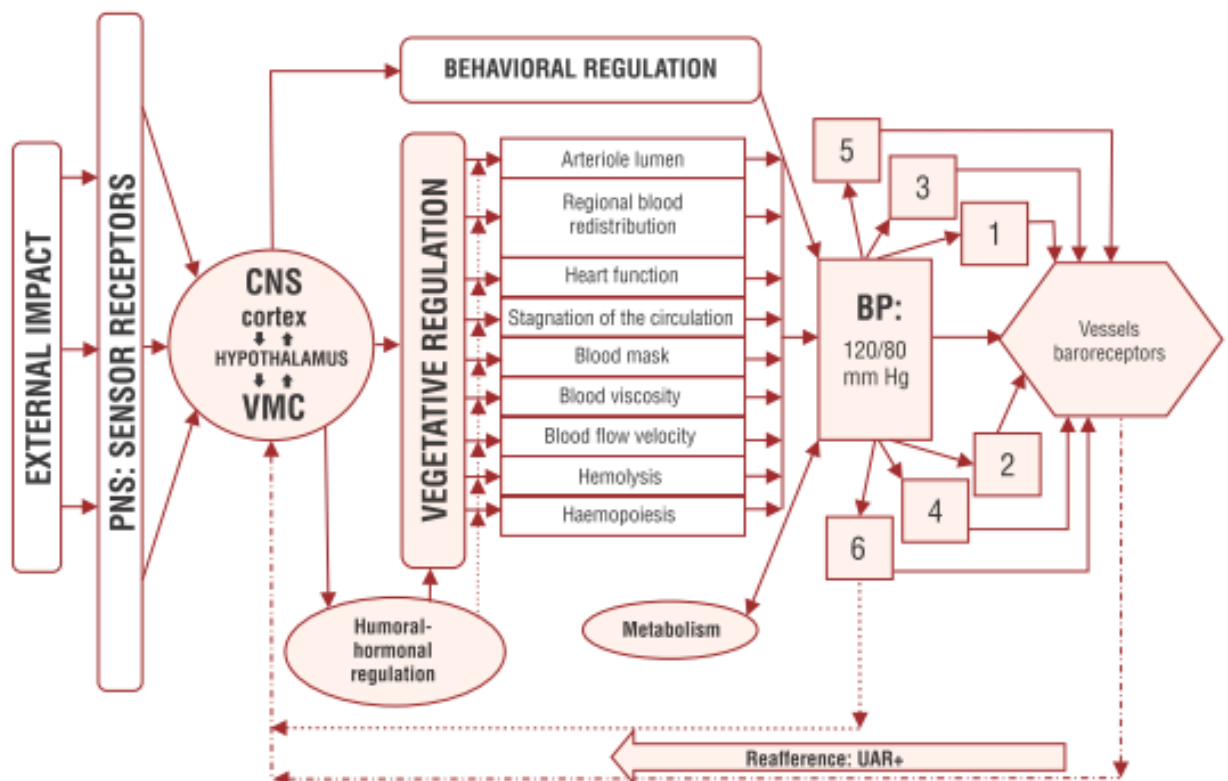 EXTERNAL IMPACT
PNS: SENSOR RECEPTORS
CNS
cortex
HYPOTHALAMUS
VMC
BEHAVIORAL REGULATION
VEGETATIVE REGULATION
Humoral-
hormonal
regulation
Arteriole lumen
Regional blood
redistribution
Heart function
Stagnation of the circulation
Blood mask
Blood viscosity
Blood flow velocity
Hemolysis
Haemopoiesis
Metabolism
BP:
120/80
mm Hg
5
3
1
2
4
6
Vessels
baroreceptors
Reafference: UAR+